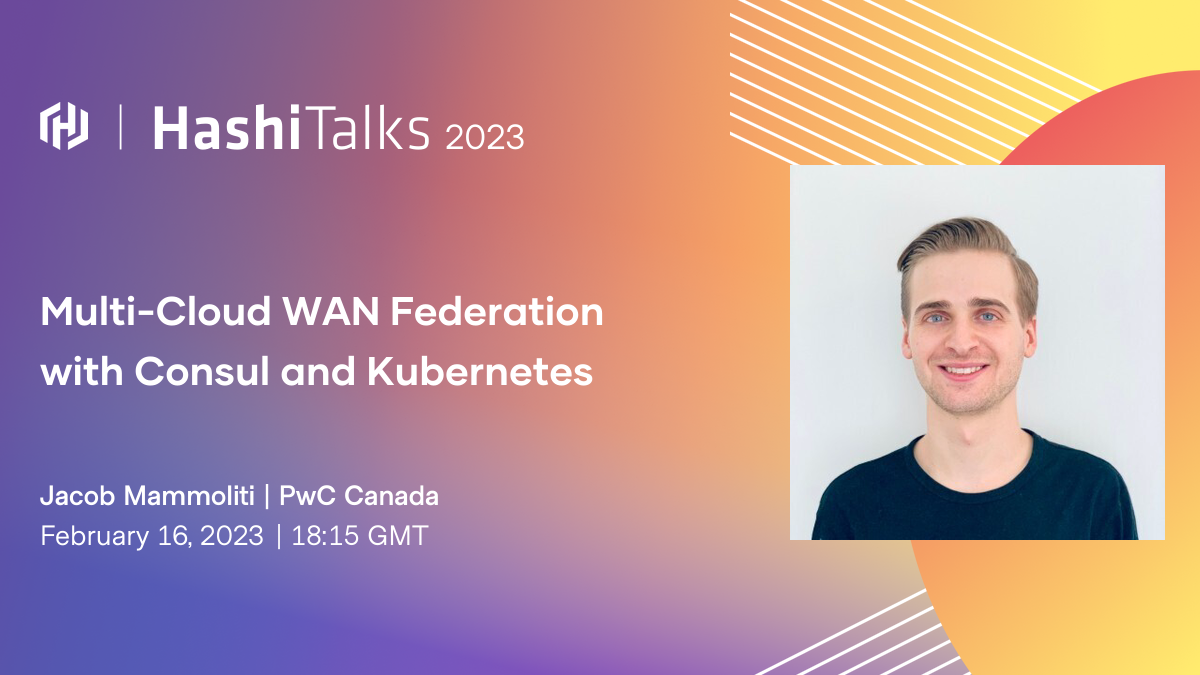 HashiTalks 2023
Multi-Cloud WAN Federation
with Consul and Kubernetes
Jacob Mammoliti | PwC Canada
February 16, 2023 | 18:15 GMT